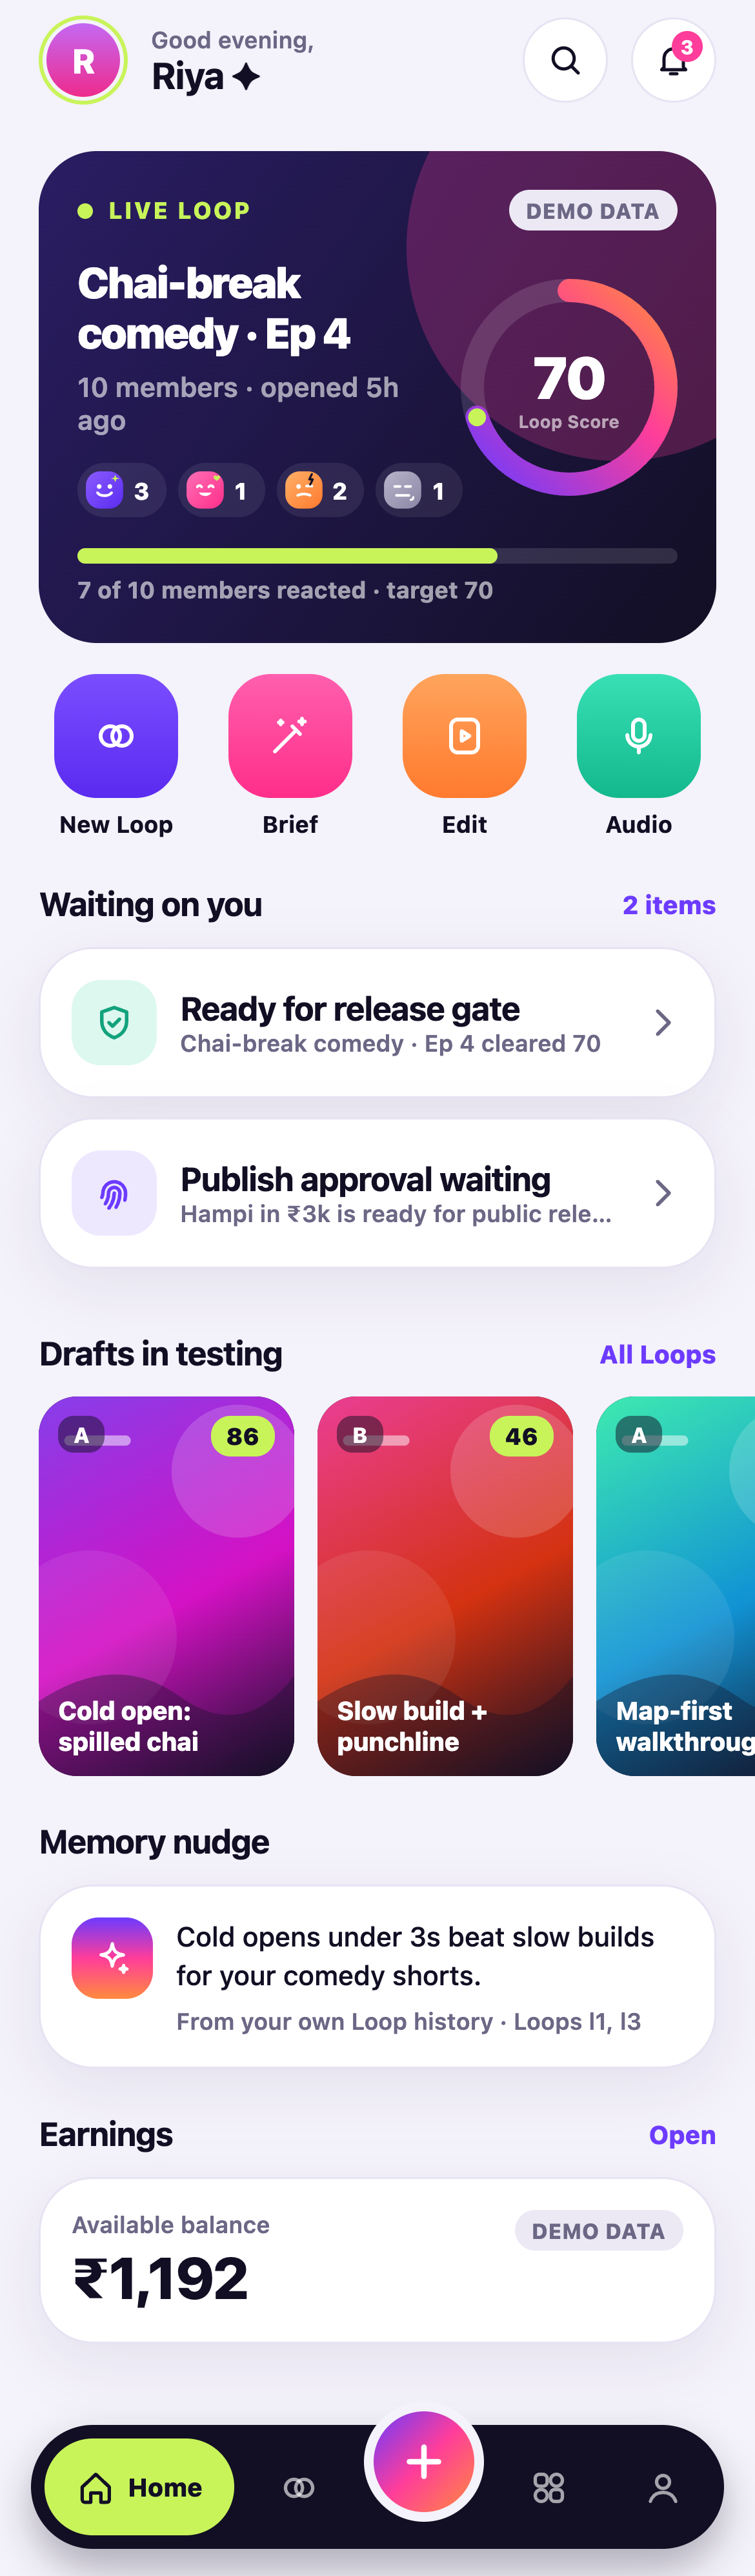 R
Good evening,
Riya
3
LIVE LOOP
DEMO DATA
Chai-break
comedy · Ep 4
10 members · opened 5h
ago
70
Loop Score
3
1
2
1
7 of 10 members reacted · target 70
New Loop
Brief
Edit
Audio
Waiting on you
2 items
Ready for release gate
Chai-break comedy · Ep 4 cleared 70
Publish approval waiting
Hampi in ₹3k is ready for public rele...
Drafts in testing
All Loops
A
86
B
46
A
Cold open:
spilled chai
Slow build +
punchline
Map-first
walkthroug
Memory nudge
Cold opens under 3s beat slow builds
for your comedy shorts.
From your own Loop history · Loops l1, l3
Earnings
Open
Available balance
DEMO DATA
₹1,192
Home